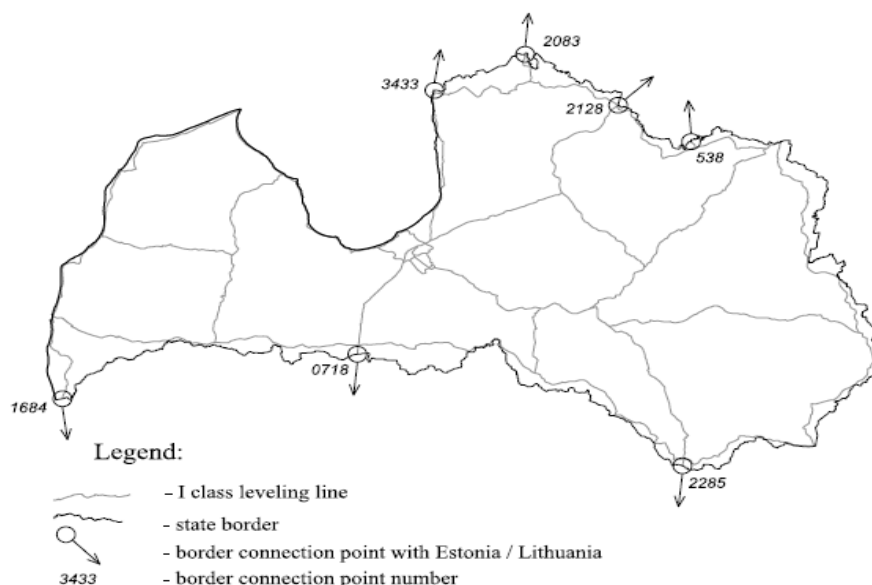 2083
3433
2128
538
0718
1684
2285
Legend:
- I class leveling line
- state border
- border connection point with Estonia / Lithuania
3433 - border connection point number